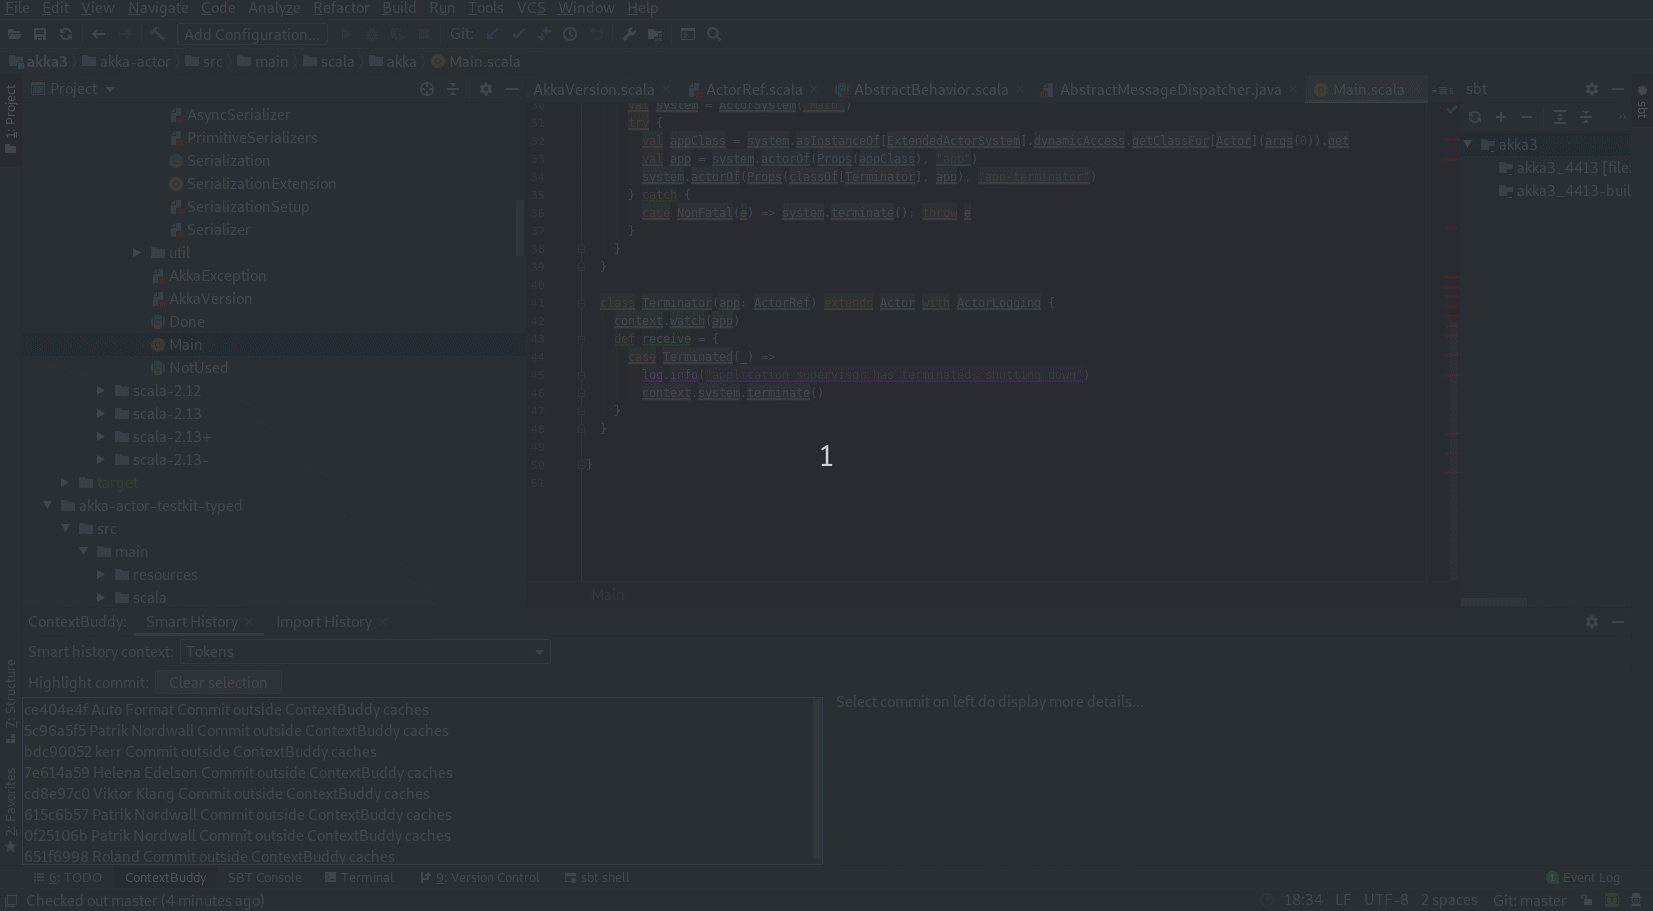 File Edit View Navigate Code Analyze Refactor Build Run Tools VCS Window Help
Add Configuration... Git:
akka3 akka-actor src main scala akka Main.scala
1: Project
Project
AsyncSerializer
PrimitiveSerializers
Serialization
SerializationExtension
SerializationSetup
Serializer
util
AkkaException
AkkaVersion
Done
Main
NotUsed
scala-2.12
scala-2.13
scala-2.13+
scala-2.13-
target
akka-actor-testkit-typed
src
main
resources
scala
AkkaVersion.scala ActorRef.scala AbstractBehavior.scala AbstractMessageDispatcher.java Main.scala
30 val system = ActorSystem("Main")
31 try {
32 val appClass = system.asInstanceOf[ExtendedActorSystem].dynamicAccess.getClassFor[Actor](args(0)).get
33 val app = system.actorOf(Props(appClass), "app")
34 system.actorOf(Props(classOf[Terminator], app), "app-terminator")
35 } catch {
36 case NonFatal(e) => system.terminate(); throw e
37 }
38 }
39 }
40
41 class Terminator(app: ActorRef) extends Actor with ActorLogging {
42 context.watch(app)
43 def receive = {
44 case Terminated(_) =>
45 log.info("application supervisor has terminated, shutting down")
46 context.system.terminate()
47 }
48 }
49
50 }
51
1
Main
sbt
akka3
akka3_4413 [file:
akka3_4413-buil
sbt
ContextBuddy: Smart History Import History
Smart history context: Tokens
Highlight commit: Clear selection
ce404e4f Auto Format Commit outside ContextBuddy caches
5c96a5f5 Patrik Nordwall Commit outside ContextBuddy caches
bdc90052 kerr Commit outside ContextBuddy caches
7e614a59 Helena Edelson Commit outside ContextBuddy caches
cd8e97c0 Viktor Klang Commit outside ContextBuddy caches
615c6b57 Patrik Nordwall Commit outside ContextBuddy caches
0f25106b Patrik Nordwall Commit outside ContextBuddy caches
651f6998 Roland Commit outside ContextBuddy caches
Select commit on left do display more details...
Z: Structure
2: Favorites
6: TODO ContextBuddy SBT Console Terminal 9: Version Control sbt shell 1 Event Log
Checked out master (4 minutes ago) 18:34 LF UTF-8 2 spaces Git: master